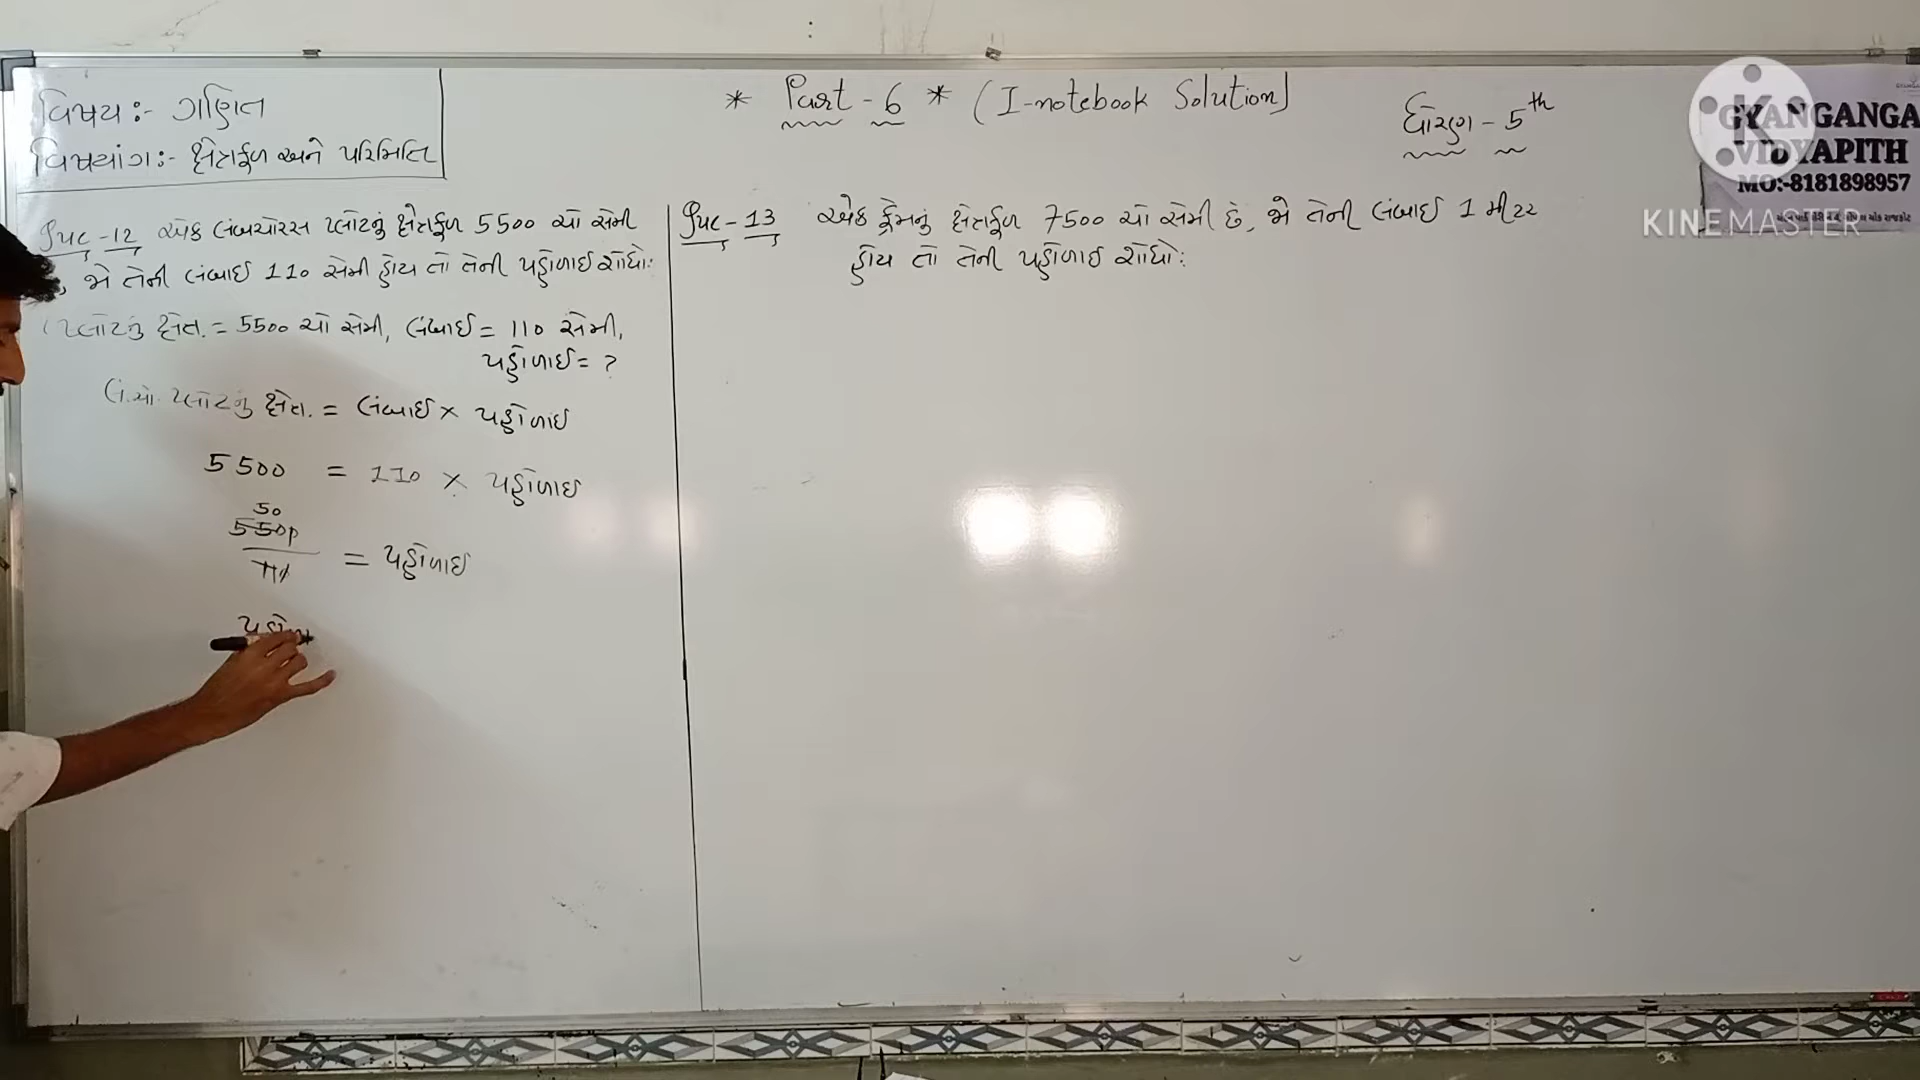 વિષય :- ગણિત
વિષયાંગ :- ક્ષેત્રફળ અને પરિમિતિ
* Part - 6 * (I-notebook Solution)
ધોરણ - 5th
GYANGANGA
VIDYAPITH
MO:-8181898957
KINEMASTER
પ્રશ્ન - 12 એક લંબચોરસ પ્લૉટનું ક્ષેત્રફળ 5500 ચો સેમી
, જો તેની લંબાઈ 110 સેમી હોય તો તેની પહોળાઈ શોધો:
પ્લૉટનું ક્ષેત્ર. = 5500 ચો સેમી, લંબાઈ = 110 સેમી,
પહોળાઈ = ?
લં.ચો. પ્લૉટનું ક્ષેત્ર. = લંબાઈ × પહોળાઈ
5500 = 110 × પહોળાઈ
50
5500
110 = પહોળાઈ
પ્રશ્ન - 13 એક ફ્રેમનું ક્ષેત્રફળ 7500 ચો સેમી છે, જો તેની લંબાઈ 1 મીટર
હોય તો તેની પહોળાઈ શોધો: